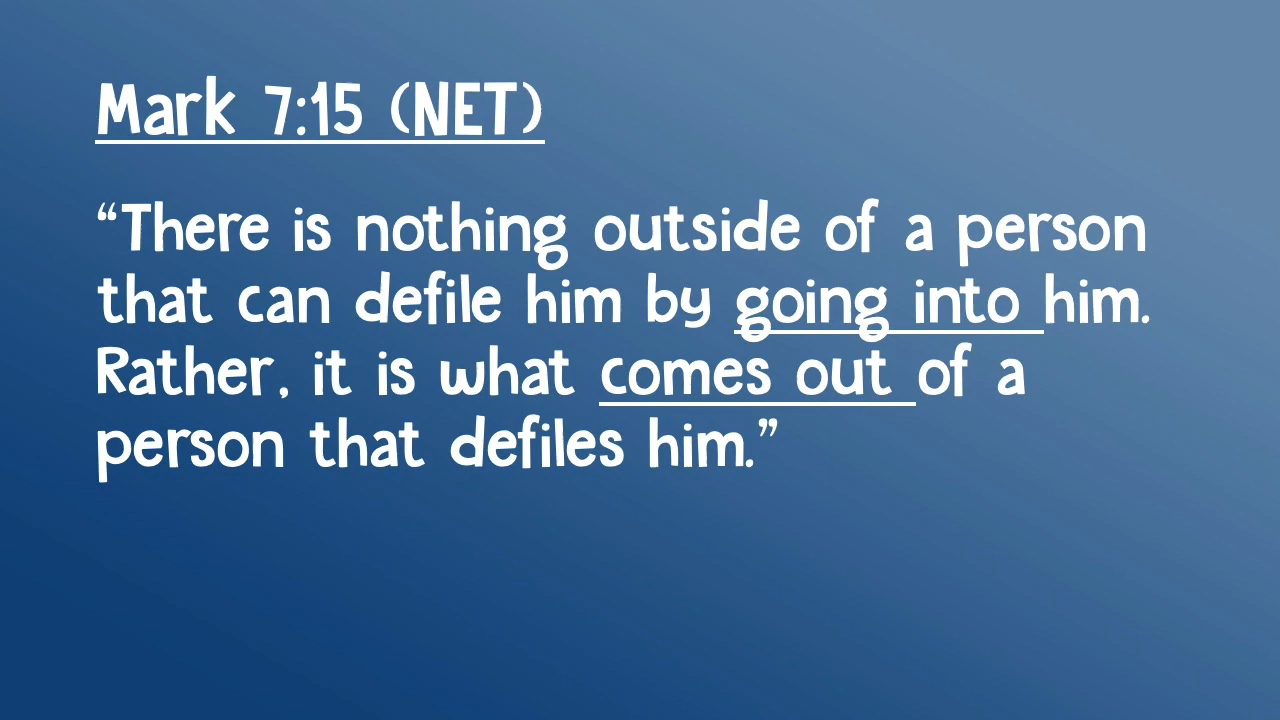 Mark 7:15 (NET)
“There is nothing outside of a person
that can defile him by going into him.
Rather, it is what comes out of a
person that defiles him.”